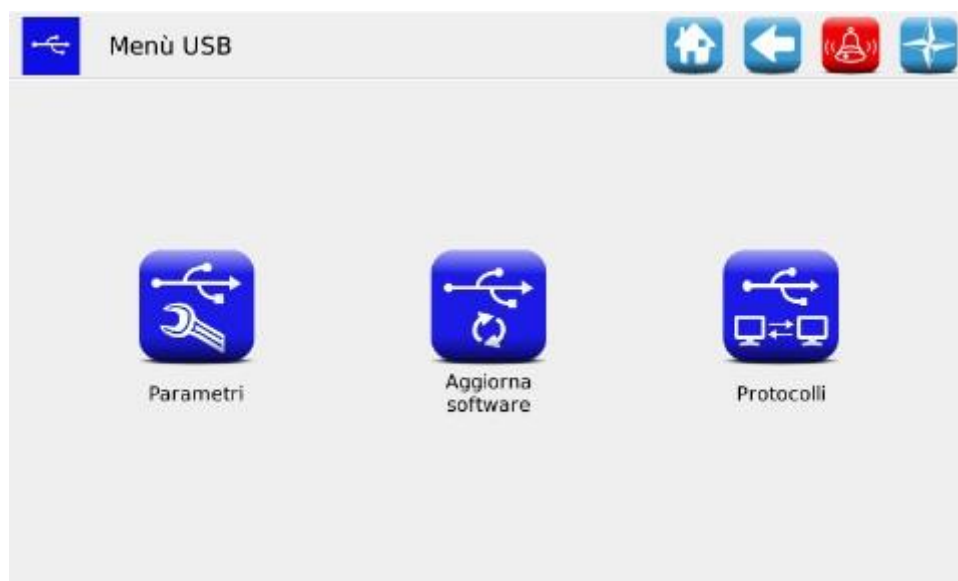 Menù USB
Parametri
Aggiorna
software
Protocolli